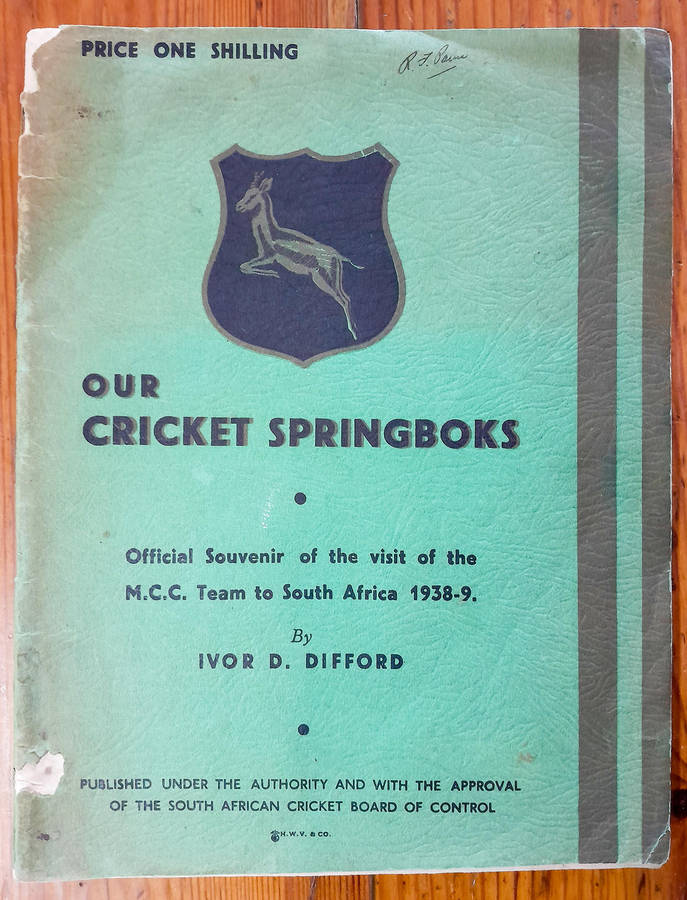 PRICE ONE SHILLING
R. F.
OUR
CRICKET SPRINGBOKS
Official Souvenir of the visit of the
M.C.C. Team to South Africa 1938-9.
By
IVOR D. DIFFORD
PUBLISHED UNDER THE AUTHORITY AND WITH THE APPROVAL
OF THE SOUTH AFRICAN CRICKET BOARD OF CONTROL
H.W.V. & CO.